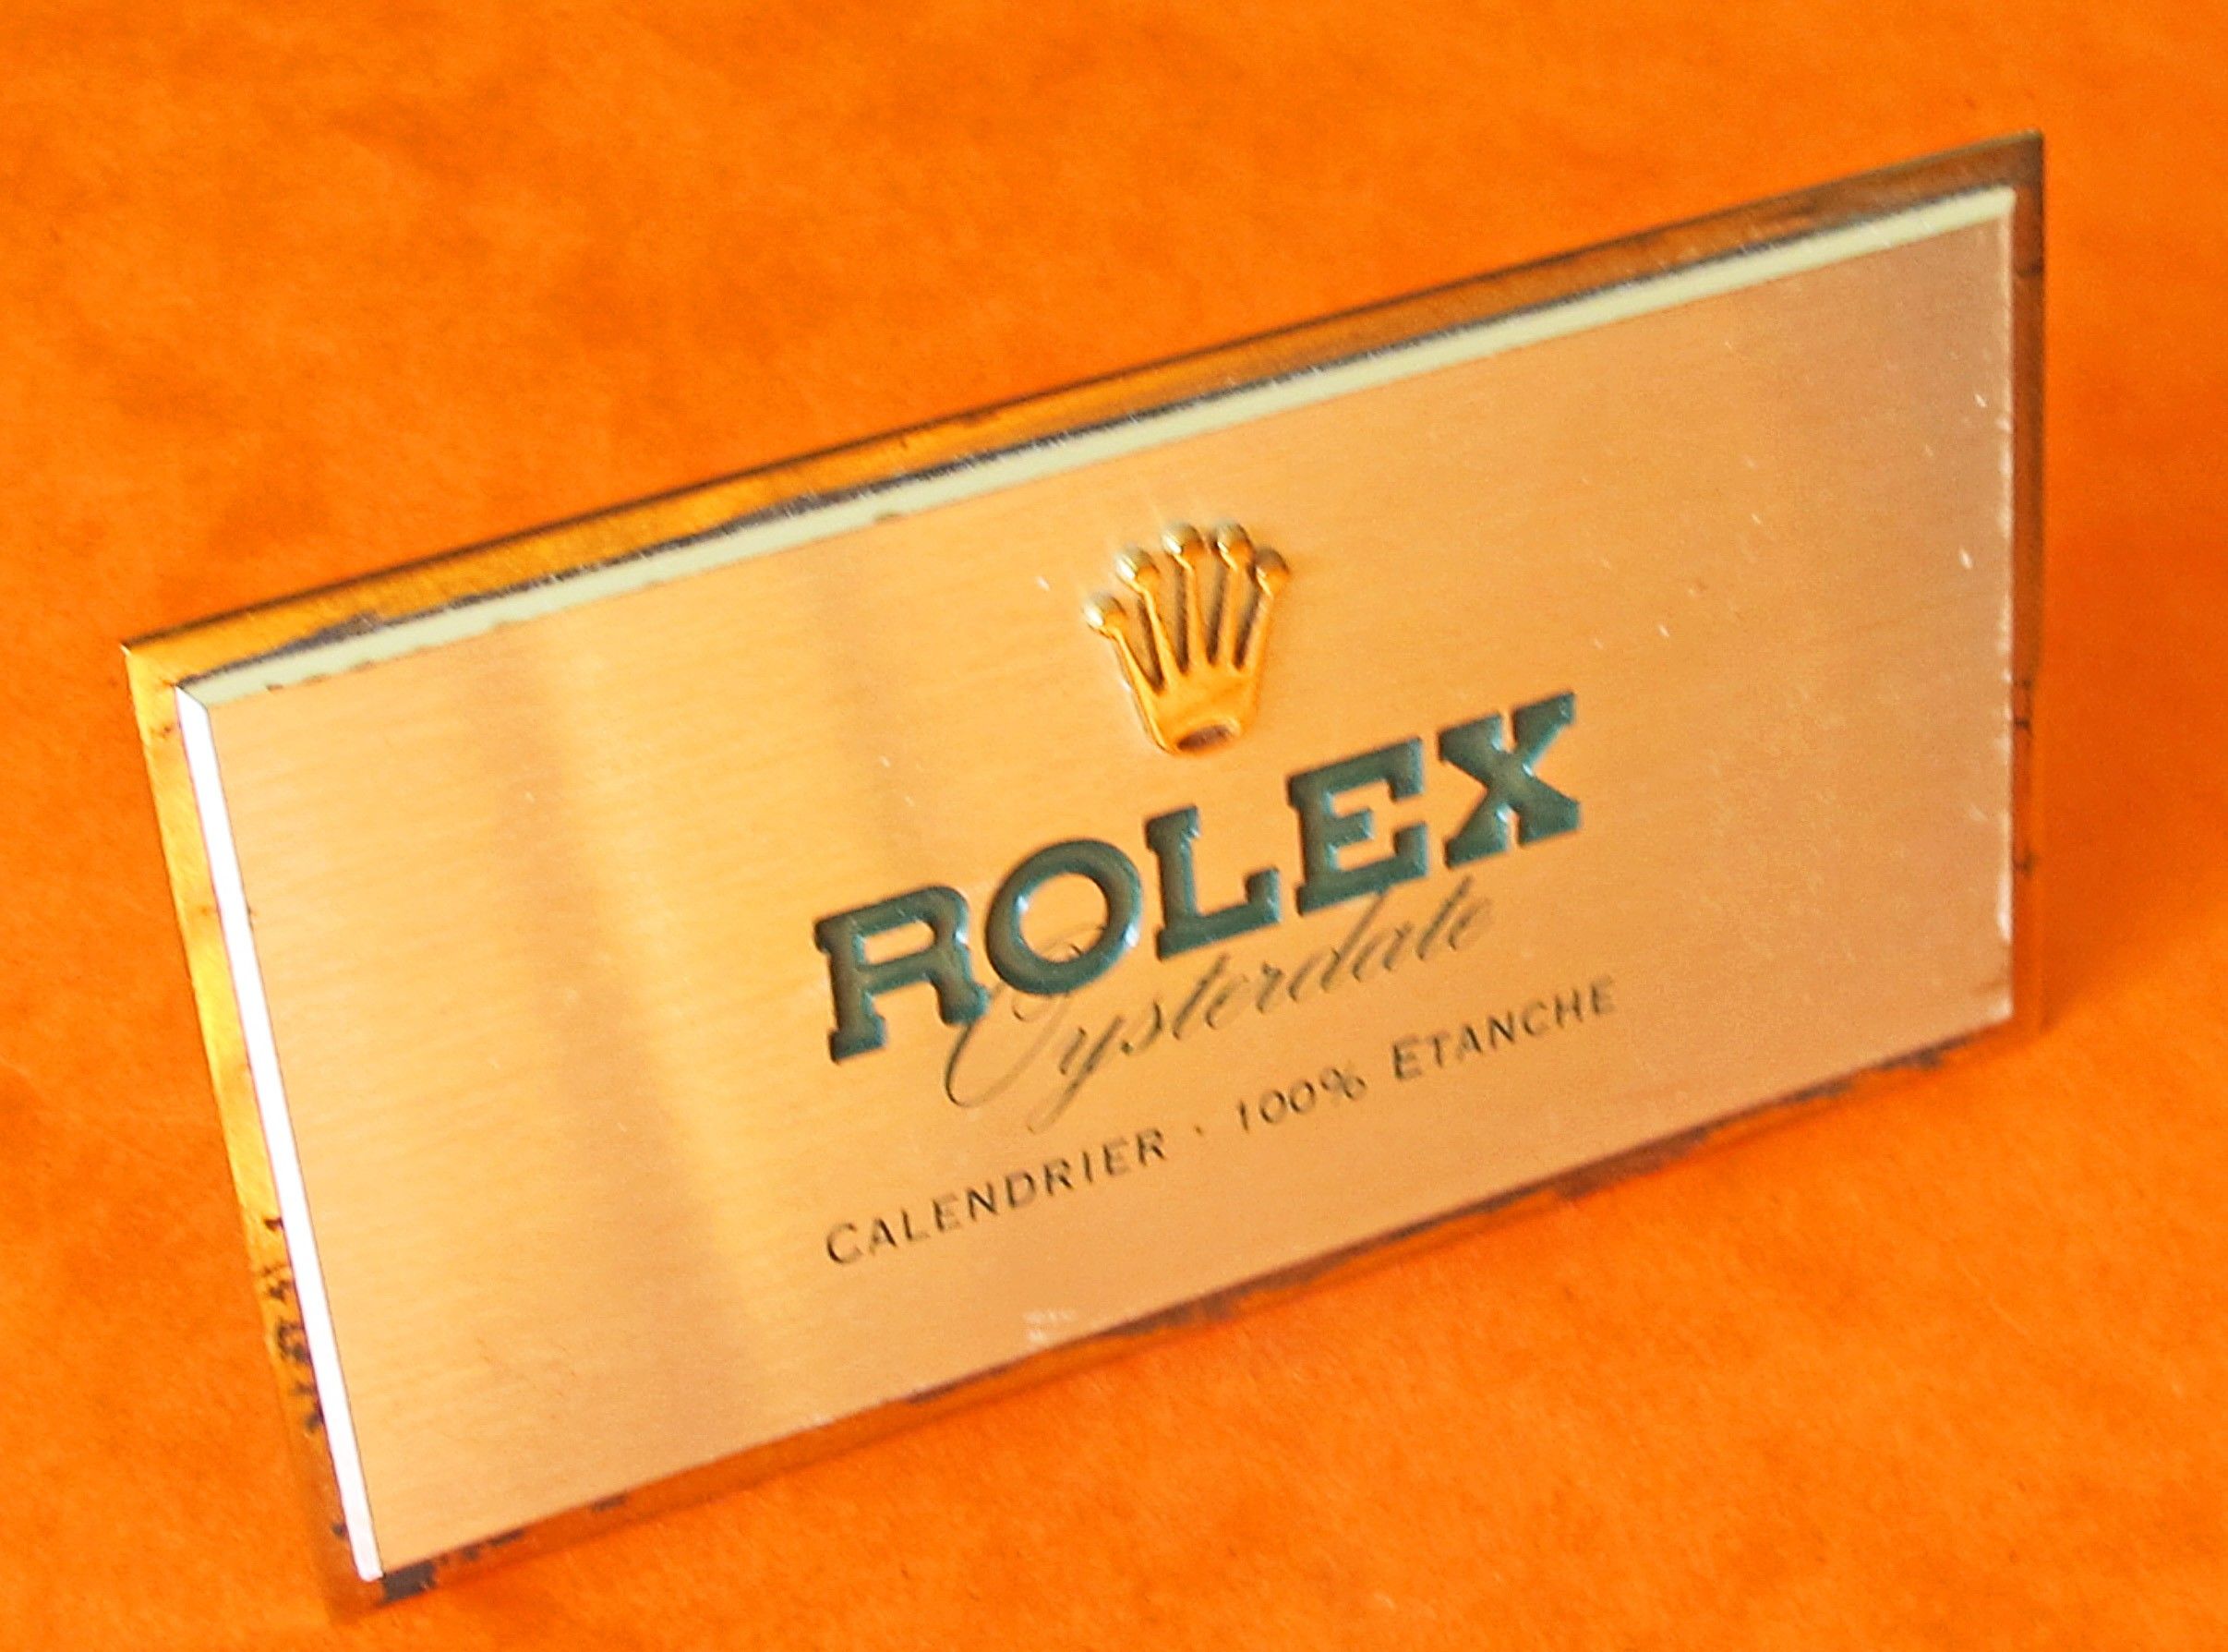 ROLEX
Oysterdate
CALENDRIER · 100% ETANCHE